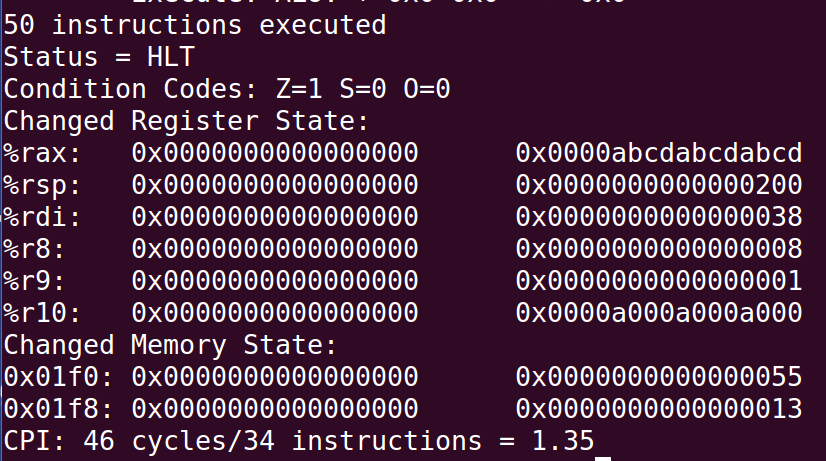 50 instructions executed
Status = HLT
Condition Codes: Z=1 S=0 O=0
Changed Register State:
%rax:   0x0000000000000000      0x0000abcdabcdabcd
%rsp:   0x0000000000000000      0x0000000000000200
%rdi:   0x0000000000000000      0x0000000000000038
%r8:    0x0000000000000000      0x0000000000000008
%r9:    0x0000000000000000      0x0000000000000001
%r10:   0x0000000000000000      0x0000a000a000a000
Changed Memory State:
0x01f0: 0x0000000000000000      0x0000000000000055
0x01f8: 0x0000000000000000      0x0000000000000013
CPI: 46 cycles/34 instructions = 1.35